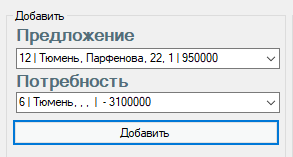 Добавить
Предложение
12 | Тюмень, Парфенова, 22, 1 | 950000
Потребность
6 | Тюмень, , ,  |  - 3100000
Добавить